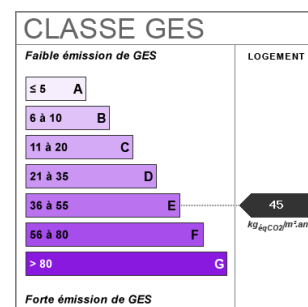 CLASSE GES
Faible émission de GES
LOGEMENT
≤ 5 A
6 à 10 B
11 à 20 C
21 à 35 D
36 à 55 E
45
kgéqCO2/m².an
56 à 80 F
> 80 G
Forte émission de GES